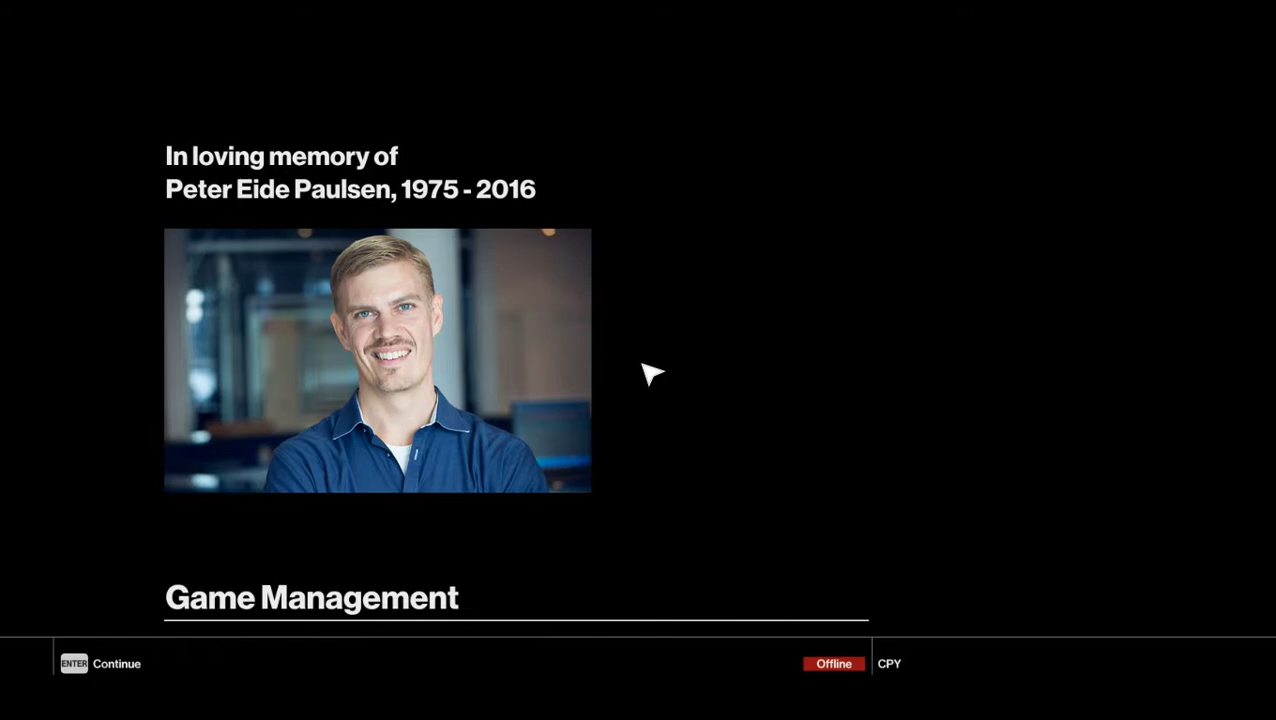 In loving memory of
Peter Eide Paulsen, 1975 - 2016
Game Management
ENTER Continue
Offline CPY